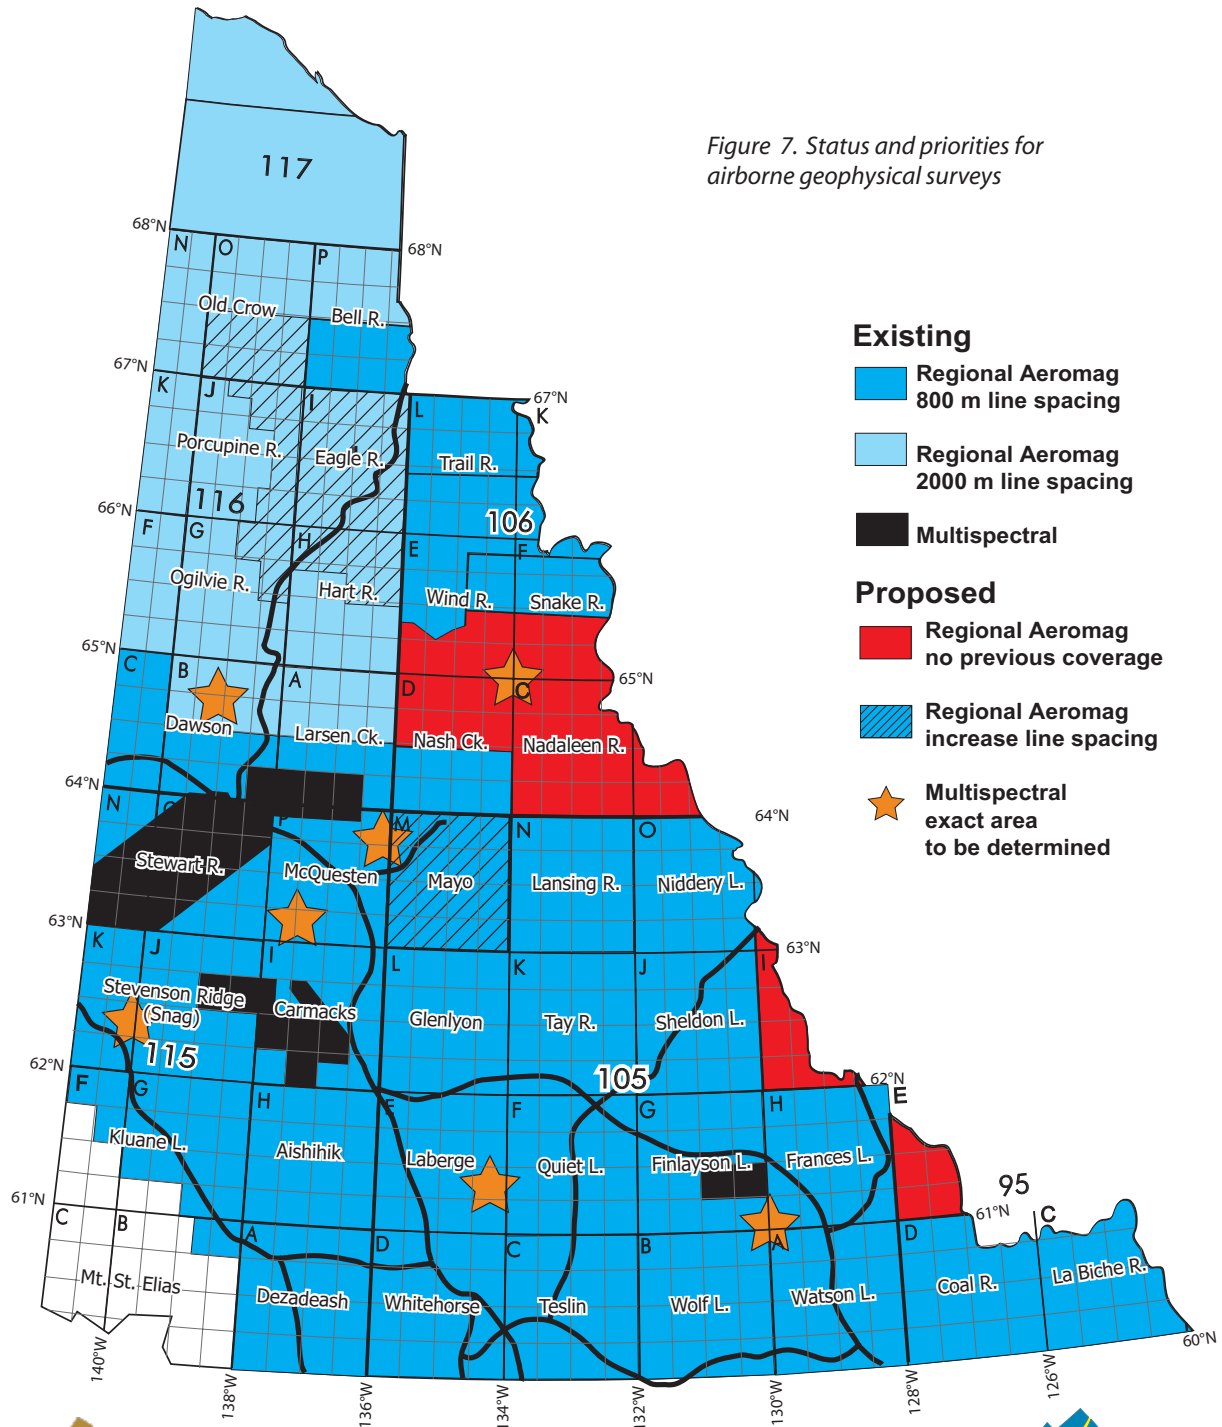 Figure 7. Status and priorities for
airborne geophysical surveys
117
68°N
68°N
N
O
P
Old Crow
Bell R.
67°N
67°N
K
J
I
L
K
Porcupine R.
Eagle R.
Trail R.
116
66°N
106
F
G
H
E
F
Ogilvie R.
Hart R.
Wind R.
Snake R.
65°N
65°N
C
B
A
D
C
Dawson
Larsen Ck.
Nash Ck.
Nadaleen R.
64°N
64°N
N
O
P
M
N
O
Stewart R.
McQuesten
Mayo
Lansing R.
Niddery L.
63°N
63°N
K
J
I
L
K
J
I
Stevenson Ridge
(Snag)
Carmacks
Glenlyon
Tay R.
Sheldon L.
115
105
62°N
62°N
F
G
H
E
F
G
H
E
Kluane L.
Aishihik
Laberge
Quiet L.
Finlayson L.
Frances L.
95
61°N
61°N
C
B
A
D
C
B
A
D
C
Mt. St. Elias
Dezadeash
Whitehorse
Teslin
Wolf L.
Watson L.
Coal R.
La Biche R.
60°N
140°W
138°W
136°W
134°W
132°W
130°W
128°W
126°W
Existing
Regional Aeromag
800 m line spacing
Regional Aeromag
2000 m line spacing
Multispectral
Proposed
Regional Aeromag
no previous coverage
Regional Aeromag
increase line spacing
Multispectral
exact area
to be determined